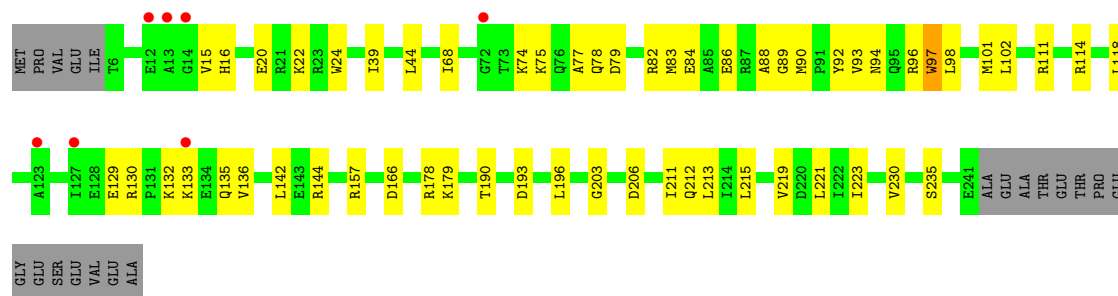 MET PRO VAL GLU ILE T6 E12 A13 G14 V15 H16 E20 R21 K22 R23 W24 I39 L44 I68 G72 T73 K74 K75 Q76 A77 Q78 D79 R82 M83 E84 A85 E86 R87 A88 G89 M90 P91 Y92 V93 N94 Q95 R96 W97 L98 M101 L102 R111 R114 L118
A123 I127 E128 E129 R130 P131 K132 K133 E134 Q135 V136 L142 E143 R144 R157 D166 R178 K179 T190 D193 L196 G203 D206 I211 Q212 L213 I214 L215 V219 D220 L221 I222 I223 V230 S235 E241 ALA GLU ALA THR GLU THR PRO GLU
GLY GLU SER GLU VAL GLU ALA